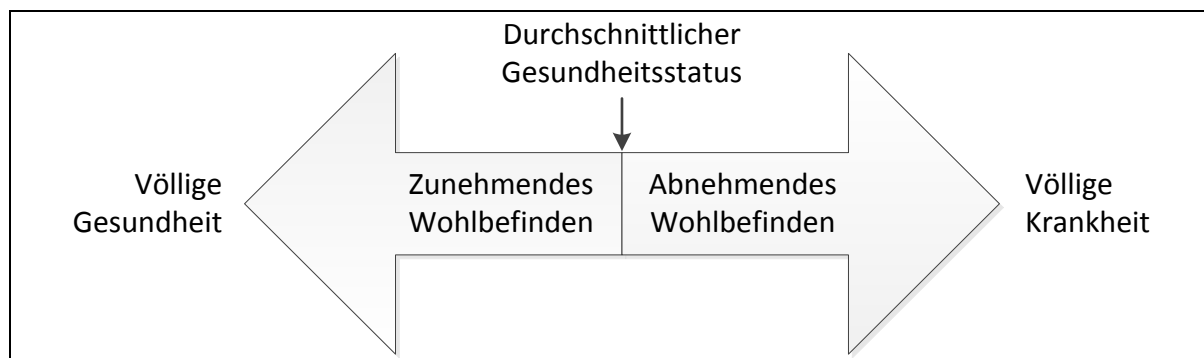 Durchschnittlicher
Gesundheitsstatus
Völlige
Gesundheit
Zunehmendes
Wohlbefinden
Abnehmendes
Wohlbefinden
Völlige
Krankheit